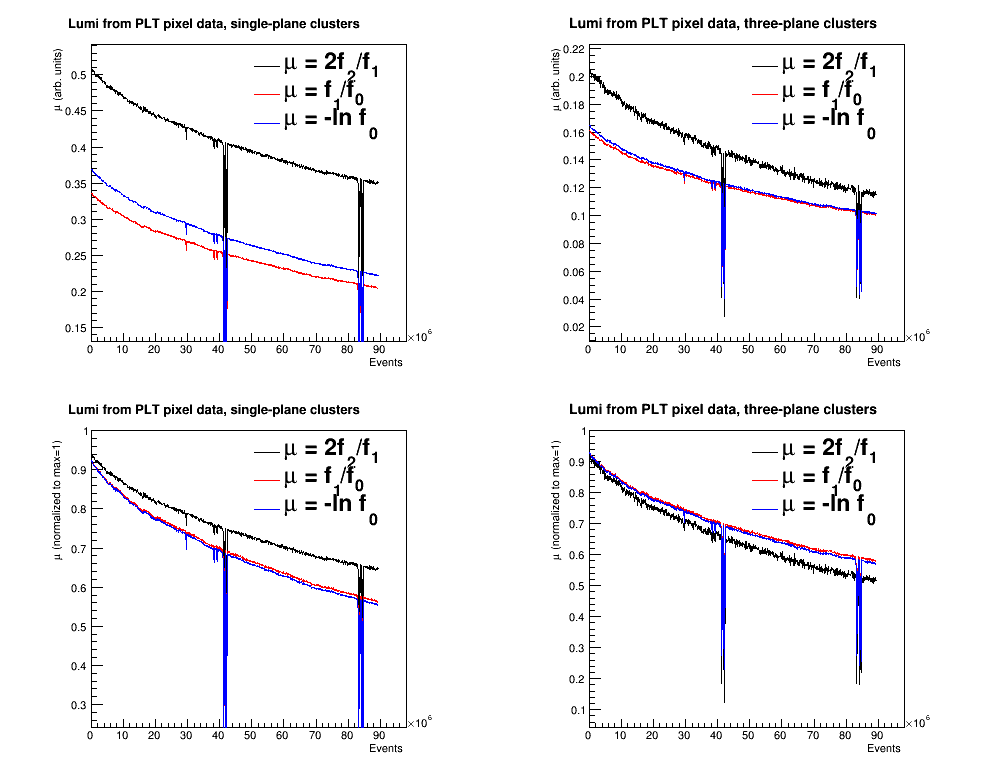 Lumi from PLT pixel data, single-plane clusters
μ (arb. units)
0.5
0.45
0.4
0.35
0.3
0.25
0.2
0.15
μ = 2f2/f1
μ = f1/f0
μ = -ln f0
0 10 20 30 40 50 60 70 80 90
×10^6
Events
Lumi from PLT pixel data, three-plane clusters
μ (arb. units)
0.22
0.2
0.18
0.16
0.14
0.12
0.1
0.08
0.06
0.04
0.02
μ = 2f2/f1
μ = f1/f0
μ = -ln f0
0 10 20 30 40 50 60 70 80 90
×10^6
Events
Lumi from PLT pixel data, single-plane clusters
μ (normalized to max=1)
1
0.9
0.8
0.7
0.6
0.5
0.4
0.3
μ = 2f2/f1
μ = f1/f0
μ = -ln f0
0 10 20 30 40 50 60 70 80 90
×10^6
Events
Lumi from PLT pixel data, three-plane clusters
μ (normalized to max=1)
1
0.9
0.8
0.7
0.6
0.5
0.4
0.3
0.2
0.1
μ = 2f2/f1
μ = f1/f0
μ = -ln f0
0 10 20 30 40 50 60 70 80 90
×10^6
Events